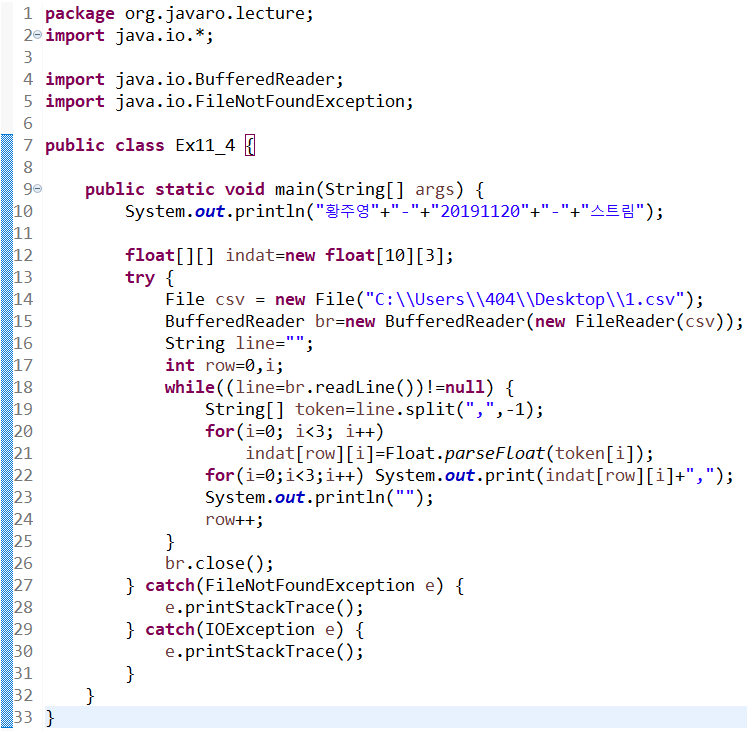 1 package org.javaro.lecture;
2 import java.io.*;
3
4 import java.io.BufferedReader;
5 import java.io.FileNotFoundException;
6
7 public class Ex11_4 {
8
9     public static void main(String[] args) {
10         System.out.println("황주영"+"-"+"20191120"+"-"+"스트림");
11
12         float[][] indat=new float[10][3];
13         try {
14             File csv = new File("C:\\Users\\404\\Desktop\\1.csv");
15             BufferedReader br=new BufferedReader(new FileReader(csv));
16             String line="";
17             int row=0,i;
18             while((line=br.readLine())!=null) {
19                 String[] token=line.split(",",-1);
20                 for(i=0; i<3; i++)
21                     indat[row][i]=Float.parseFloat(token[i]);
22                 for(i=0;i<3;i++) System.out.print(indat[row][i]+",");
23                 System.out.println("");
24                 row++;
25             }
26             br.close();
27         } catch(FileNotFoundException e) {
28             e.printStackTrace();
29         } catch(IOException e) {
30             e.printStackTrace();
31         }
32     }
33 }